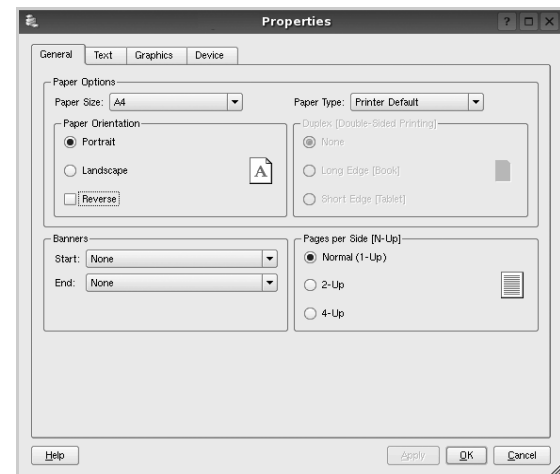 Properties
General Text Graphics Device
Paper Options
Paper Size: A4
Paper Type: Printer Default
Paper Orientation
Portrait
Landscape
Reverse
A
Duplex [Double-Sided Printing]
None
Long Edge [Book]
Short Edge [Tablet]
Banners
Start: None
End: None
Pages per Side [N-Up]
Normal (1-Up)
2-Up
4-Up
Help Apply OK Cancel